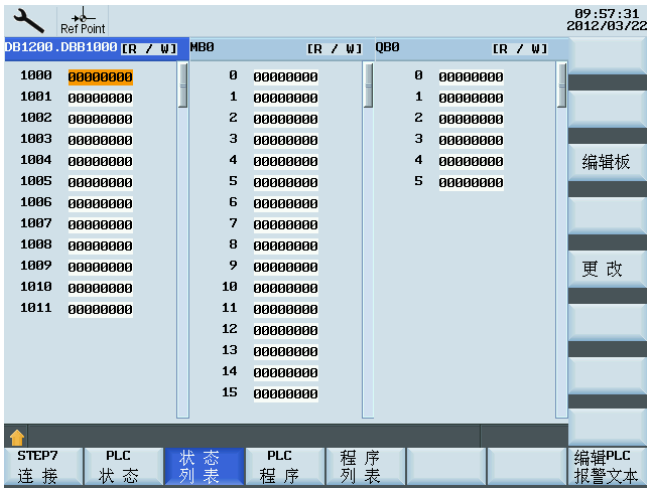 09:57:31
Ref Point
2012/03/22
DB1200.DBB1000 [R / W] MB0 [R / W] QB0 [R / W]
1000 00000000 0 00000000 0 00000000
1001 00000000 1 00000000 1 00000000
1002 00000000 2 00000000 2 00000000
1003 00000000 3 00000000 3 00000000
1004 00000000 4 00000000 4 00000000 编辑板
1005 00000000 5 00000000 5 00000000
1006 00000000 6 00000000
1007 00000000 7 00000000
1008 00000000 8 00000000
1009 00000000 9 00000000 更 改
1010 00000000 10 00000000
1011 00000000 11 00000000
12 00000000
13 00000000
14 00000000
15 00000000
STEP7 PLC 状 态 PLC 程 序 编辑PLC
连 接 状 态 列 表 程 序 列 表 报警文本